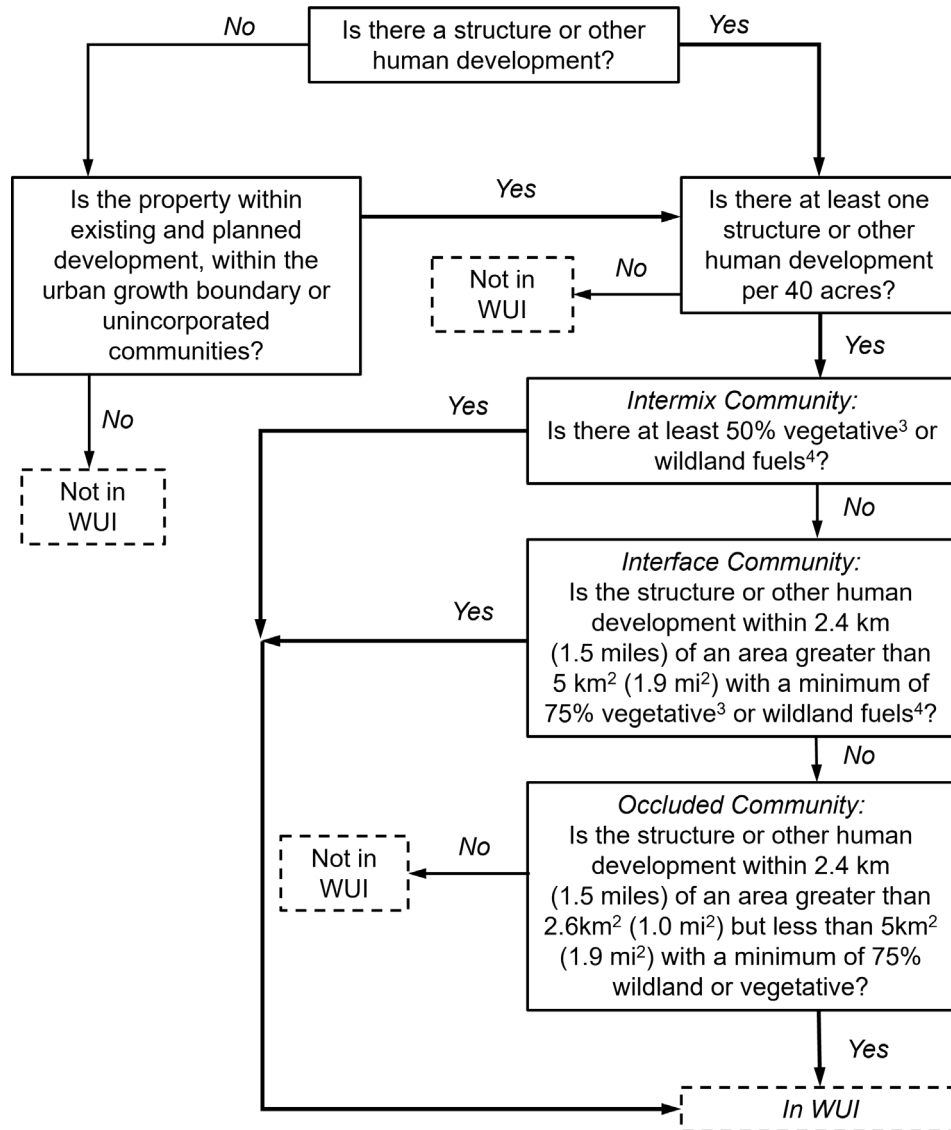 No
Is there a structure or other
human development?
Yes
Is the property within
existing and planned
development, within the
urban growth boundary or
unincorporated
communities?
Yes
Is there at least one
structure or other
human development
per 40 acres?
No
Not in
WUI
Yes
No
Not in
WUI
Yes
Intermix Community:
Is there at least 50% vegetative³ or
wildland fuels⁴?
No
Interface Community:
Is the structure or other human
development within 2.4 km
(1.5 miles) of an area greater than
5 km² (1.9 mi²) with a minimum of
75% vegetative³ or wildland fuels⁴?
Yes
No
Occluded Community:
Is the structure or other human
development within 2.4 km
(1.5 miles) of an area greater than
2.6km² (1.0 mi²) but less than 5km²
(1.9 mi²) with a minimum of 75%
wildland or vegetative?
No
Not in
WUI
Yes
In WUI